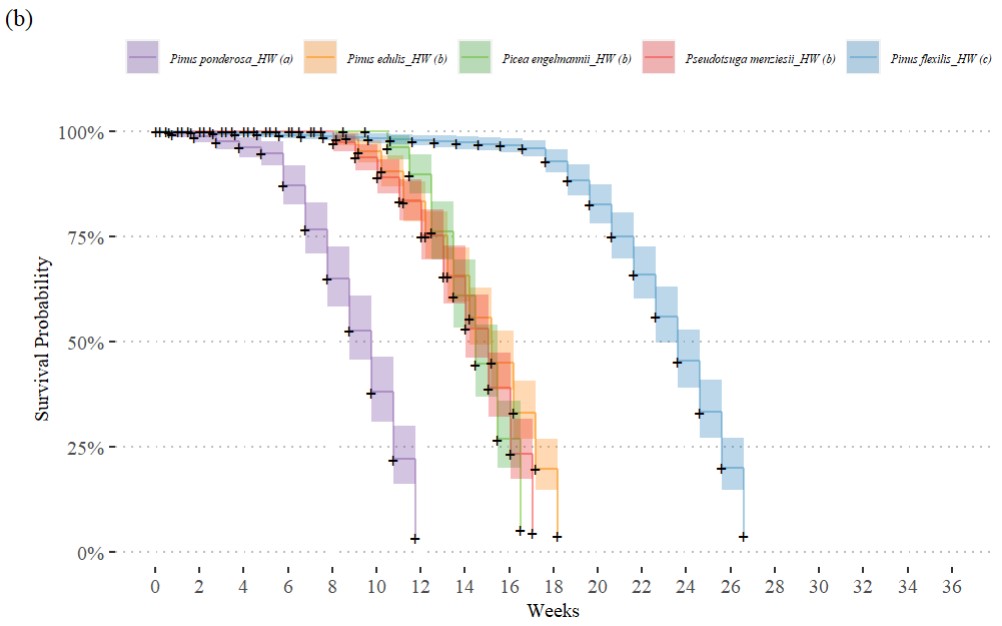 (b)
Pinus ponderosa_HW (a) Pinus edulis_HW (b) Picea engelmannii_HW (b) Pseudotsuga menziesii_HW (b) Pinus flexilis_HW (c)
100%
75%
50%
25%
0%
Survival Probability
0 2 4 6 8 10 12 14 16 18 20 22 24 26 28 30 32 34 36
Weeks